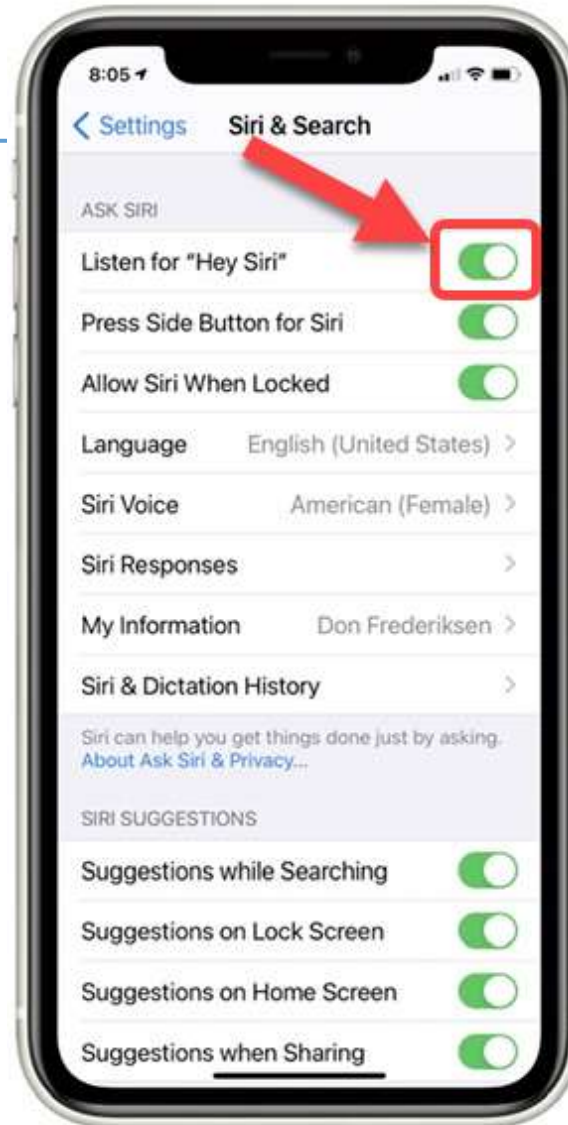 8:05
Settings Siri & Search
ASK SIRI
Listen for “Hey Siri”
Press Side Button for Siri
Allow Siri When Locked
Language English (United States)
Siri Voice American (Female)
Siri Responses
My Information Don Frederiksen
Siri & Dictation History
Siri can help you get things done just by asking.
About Ask Siri & Privacy...
SIRI SUGGESTIONS
Suggestions while Searching
Suggestions on Lock Screen
Suggestions on Home Screen
Suggestions when Sharing